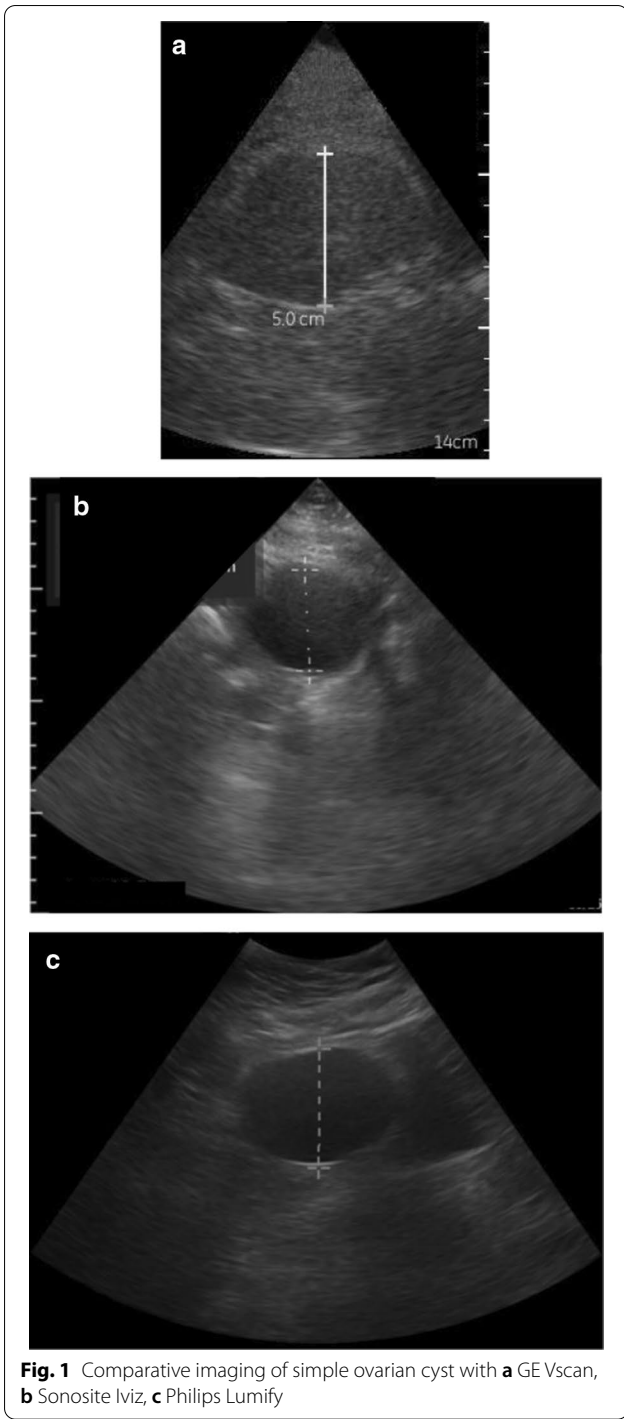 a
5.0 cm
14cm
b
c
Fig. 1 Comparative imaging of simple ovarian cyst with a GE Vscan,
b Sonosite Iviz, c Philips Lumify